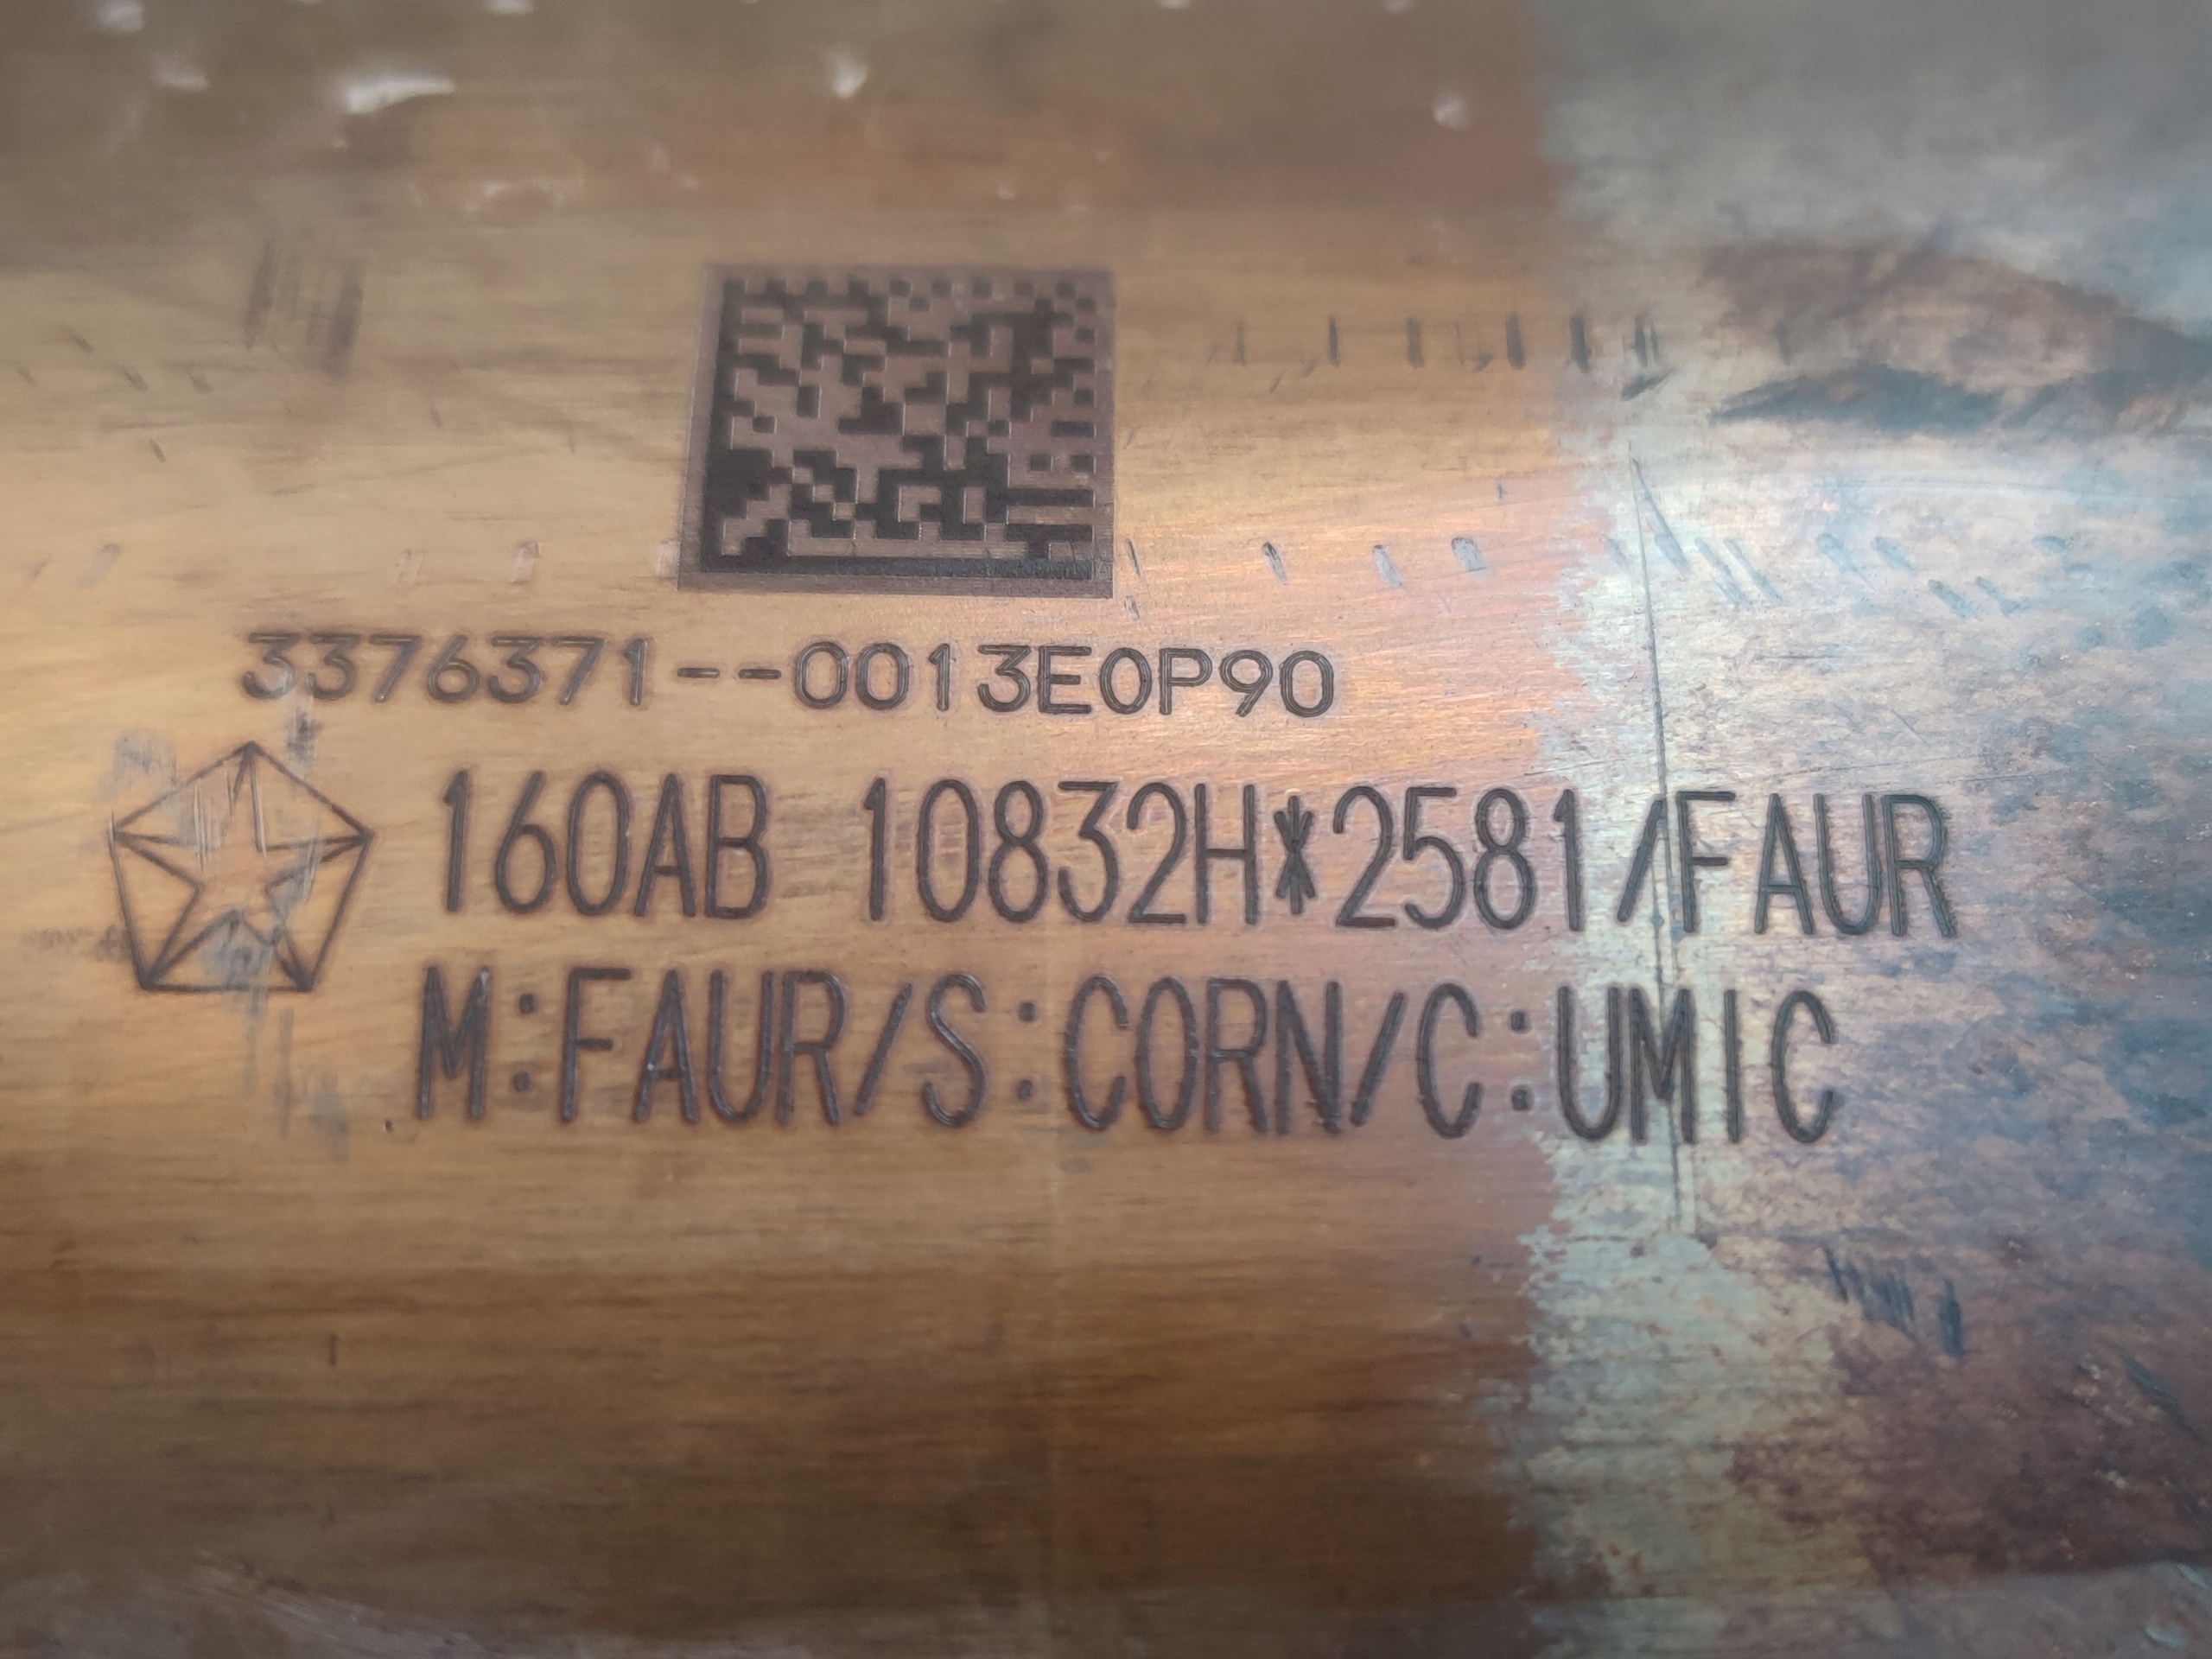 3376371--0013E0P90
160AB 10832H*2581/FAUR
M:FAUR/S:CORN/C:UMIC